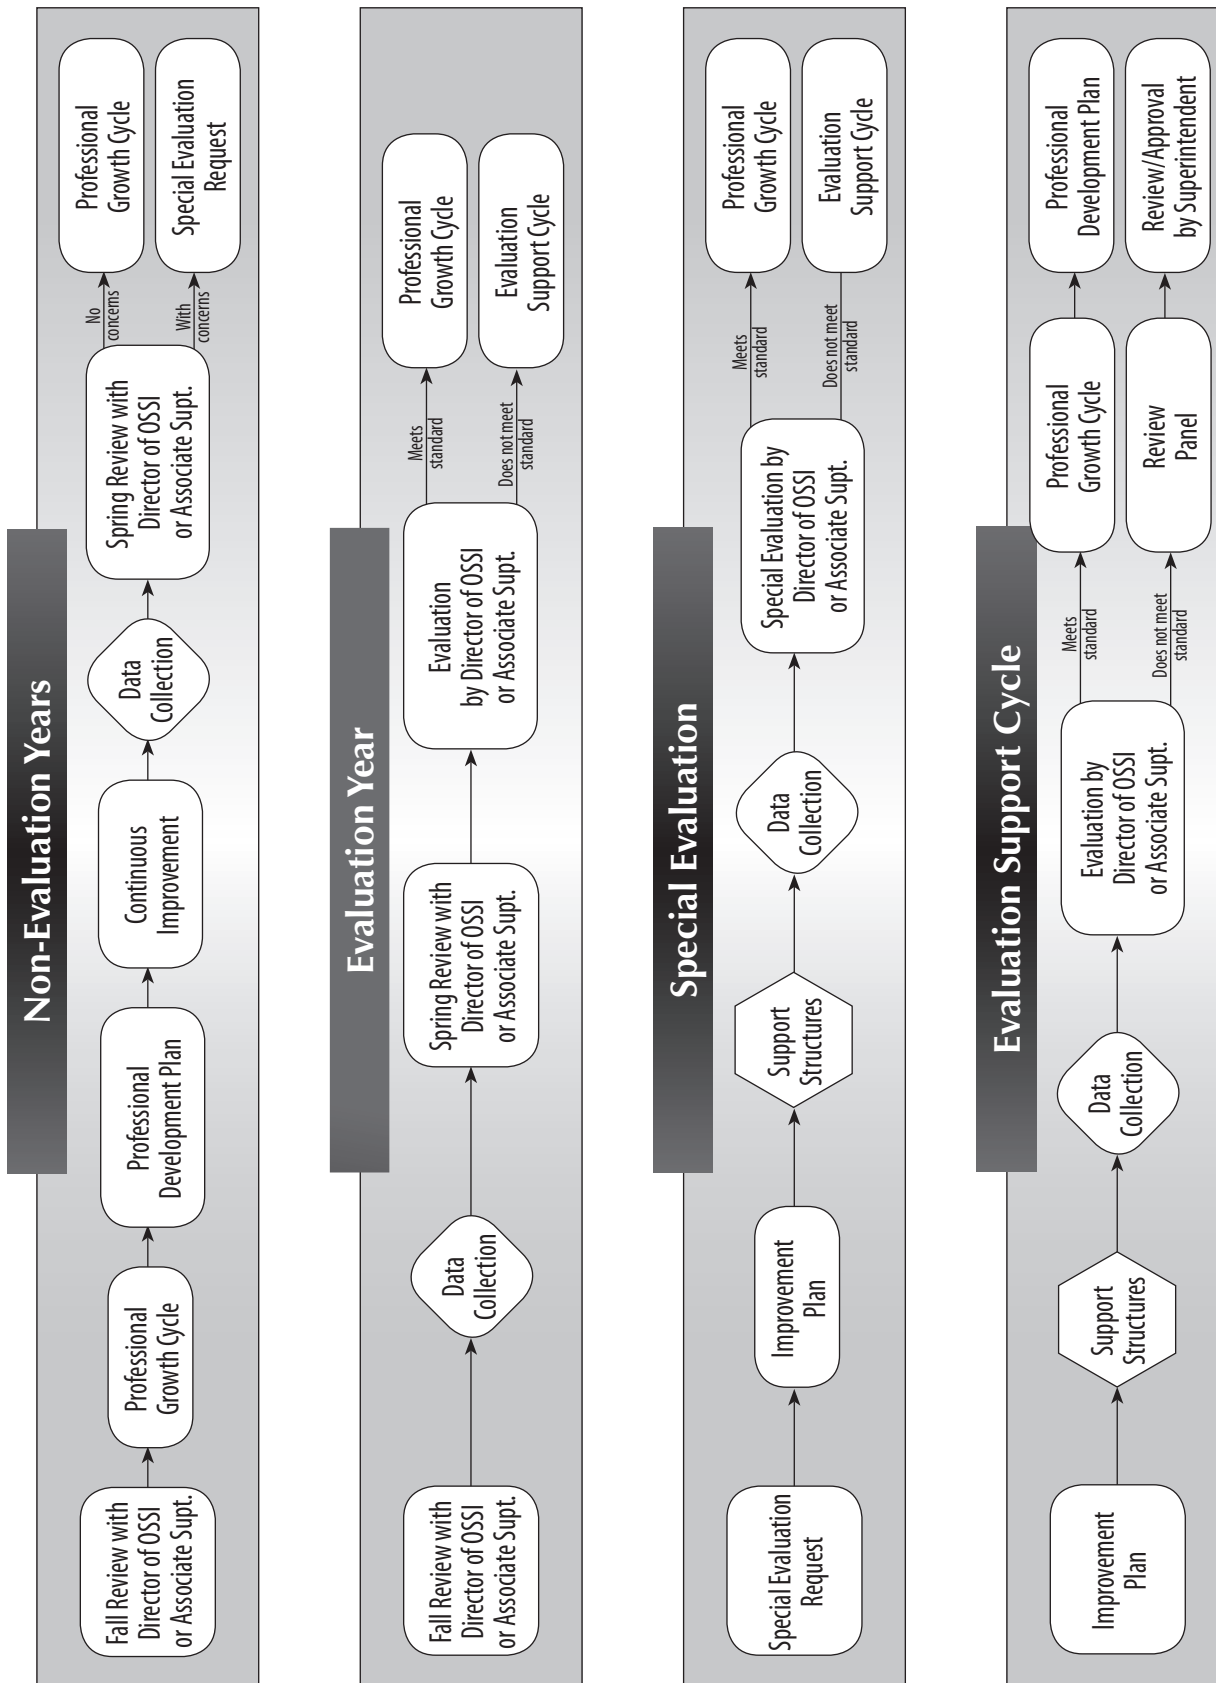 Non-Evaluation Years
Fall Review with
Director of OSSI
or Associate Supt.
Professional
Growth Cycle
Professional
Development Plan
Continuous
Improvement
Data
Collection
Spring Review with
Director of OSSI
or Associate Supt.
No
concerns
With
concerns
Professional
Growth Cycle
Special Evaluation
Request
Evaluation Year
Fall Review with
Director of OSSI
or Associate Supt.
Data
Collection
Spring Review with
Director of OSSI
or Associate Supt.
Evaluation
by Director of OSSI
or Associate Supt.
Meets
standard
Does not meet
standard
Professional
Growth Cycle
Evaluation
Support Cycle
Special Evaluation
Special Evaluation
Request
Improvement
Plan
Support
Structures
Data
Collection
Special Evaluation by
Director of OSSI
or Associate Supt.
Meets
standard
Does not meet
standard
Professional
Growth Cycle
Evaluation
Support Cycle
Evaluation Support Cycle
Improvement
Plan
Support
Structures
Data
Collection
Evaluation by
Director of OSSI
or Associate Supt.
Meets
standard
Does not meet
standard
Professional
Growth Cycle
Review
Panel
Professional
Development Plan
Review/Approval
by Superintendent